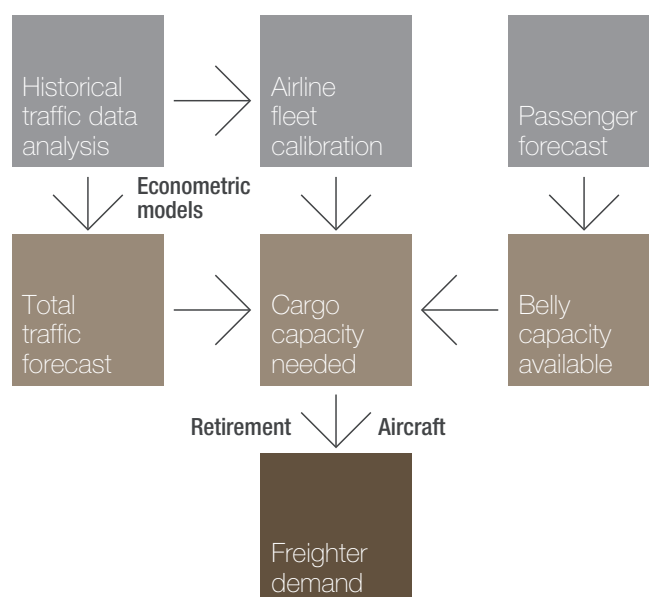 Historical
traffic data
analysis
Airline
fleet
calibration
Passenger
forecast
Econometric
models
Total
traffic
forecast
Cargo
capacity
needed
Belly
capacity
available
Retirement
Aircraft
Freighter
demand